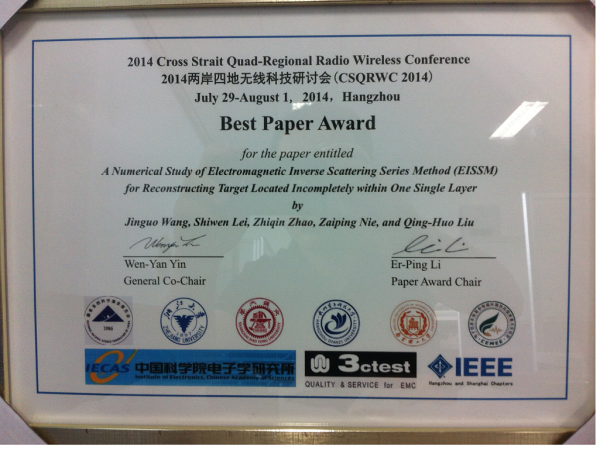 2014 Cross Strait Quad-Regional Radio Wireless Conference
2014两岸四地无线科技研讨会(CSQRWC 2014)
July 29-August 1, 2014, Hangzhou
Best Paper Award
for the paper entitled
A Numerical Study of Electromagnetic Inverse Scattering Series Method (EISSM)
for Reconstructing Target Located Incompletely within One Single Layer
by
Jinguo Wang, Shiwen Lei, Zhiqin Zhao, Zaiping Nie, and Qing-Huo Liu
Wen-Yan Yin
General Co-Chair
Er-Ping Li
Paper Award Chair
1986
ZHEJIANG UNIVERSITY
CEMEE
IECAS 中国科学院电子学研究所
Institute of Electronics, Chinese Academy of Sciences
3ctest
QUALITY & SERVICE for EMC
IEEE
Hangzhou and Shanghai Chapters